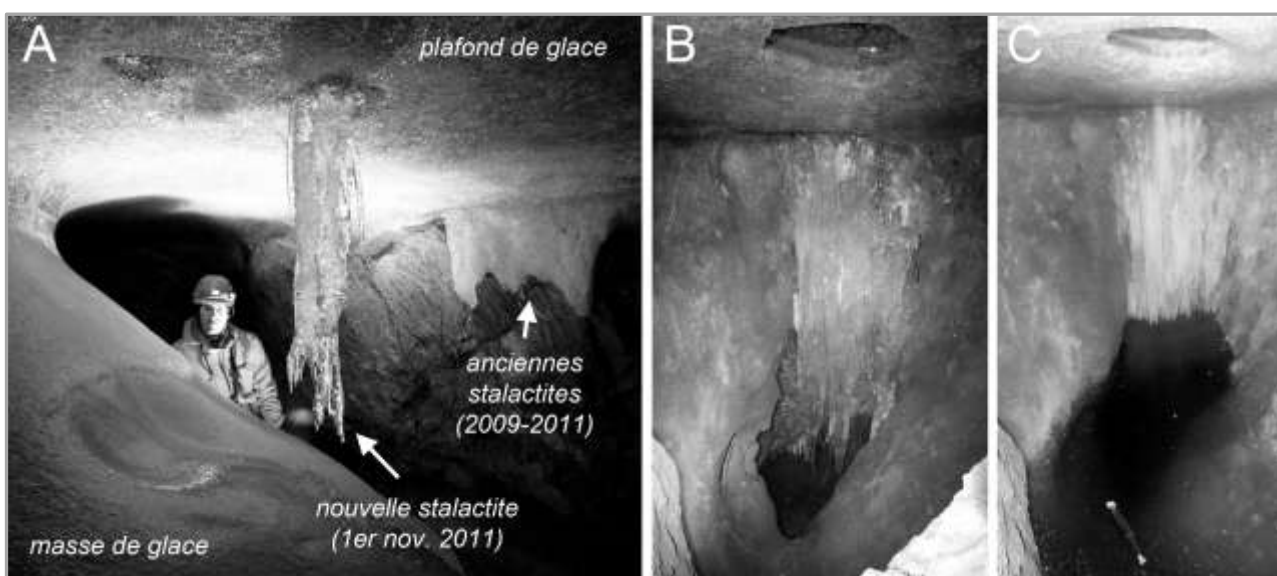 A
plafond de glace
B
C
anciennes
stalactites
(2009-2011)
nouvelle stalactite
(1er nov. 2011)
masse de glace